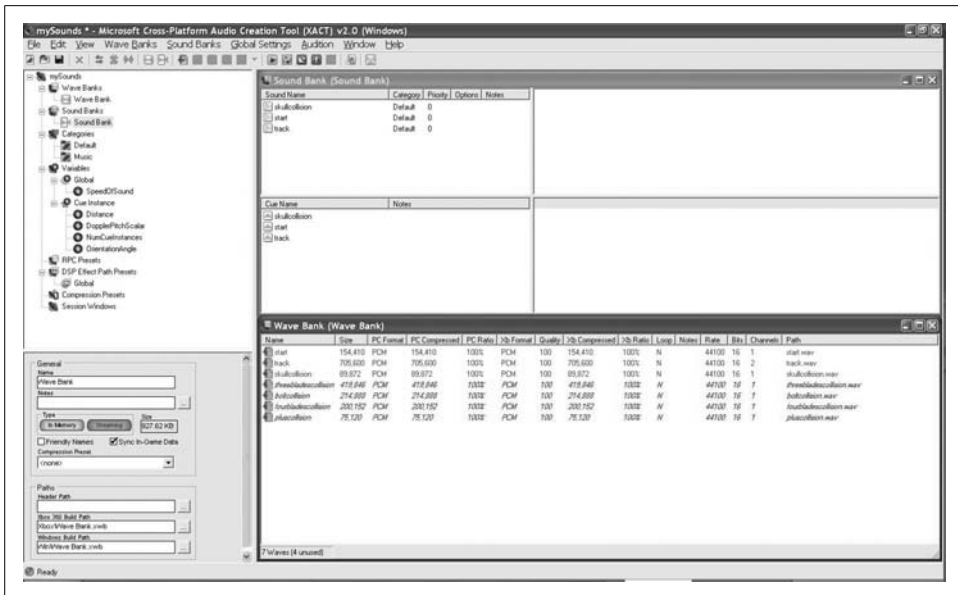 mySounds * - Microsoft Cross-Platform Audio Creation Tool (XACT) v2.0 (Windows)
File Edit View Wave Banks Sound Banks Global Settings Audition Window Help
mySounds
Wave Banks
Wave Bank
Sound Banks
Sound Bank
Categories
Default
Music
Variables
Global
SpeedOfSound
Cue Instance
Distance
DopplerPitchScalar
NumCueInstances
OrientationAngle
RPC Presets
DSP Effect Path Presets
Global
Compression Presets
Session Windows
Sound Bank (Sound Bank)
Sound Name Category Priority Options Notes
skullcollision Default 0
start Default 0
track Default 0
Cue Name Notes
skullcollision
start
track
Wave Bank (Wave Bank)
Name Size PC Format PC Compressed PC Ratio Xb Format Quality Xb Compressed Xb Ratio Loop Notes Rate Bits Channels Path
start 154,410 PCM 154,410 100% PCM 100 154,410 100% N 44100 16 1 start.wav
track 705,600 PCM 705,600 100% PCM 100 705,600 100% N 44100 16 2 track.wav
skullcollision 89,872 PCM 89,872 100% PCM 100 89,872 100% N 44100 16 1 skullcollision.wav
threebladescollision 419,846 PCM 419,846 100% PCM 100 419,846 100% N 44100 16 1 threebladescollision.wav
boltcollision 214,888 PCM 214,888 100% PCM 100 214,888 100% N 44100 16 1 boltcollision.wav
fourbladescollision 200,152 PCM 200,152 100% PCM 100 200,152 100% N 44100 16 1 fourbladescollision.wav
pluscollision 75,120 PCM 75,120 100% PCM 100 75,120 100% N 44100 16 1 pluscollision.wav
7 Waves (4 unused)
General
Name
Wave Bank
Notes
Type
In Memory Streaming
Size
927.62 KB
Friendly Names Sync In-Game Data
Compression Preset
<none>
Paths
Header Path
Xbox 360 Build Path
Xbox\Wave Bank.xwb
Windows Build Path
Win\Wave Bank.xwb
Ready